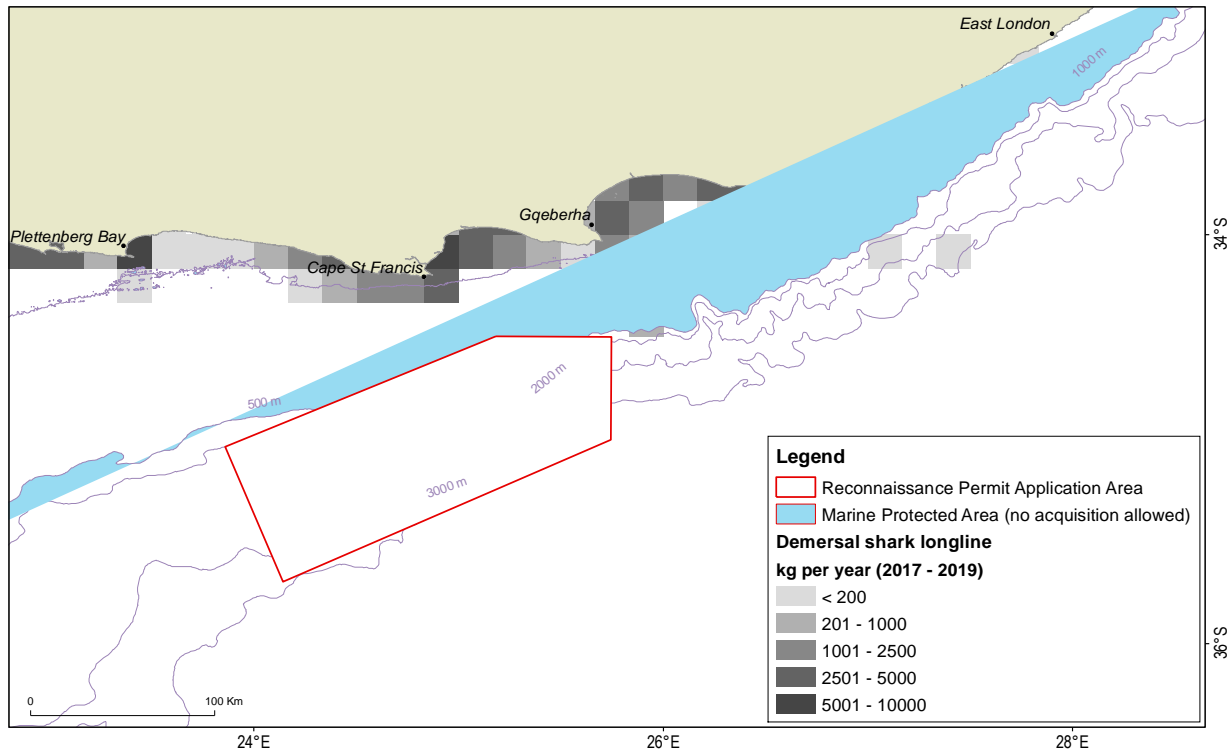 East London
1000 m
Gqeberha
Plettenberg Bay
Cape St Francis
34°S
2000 m
500 m
3000 m
Legend
Reconnaissance Permit Application Area
Marine Protected Area (no acquisition allowed)
Demersal shark longline
kg per year (2017 - 2019)
< 200
201 - 1000
1001 - 2500
2501 - 5000
5001 - 10000
36°S
0 100 Km
24°E 26°E 28°E